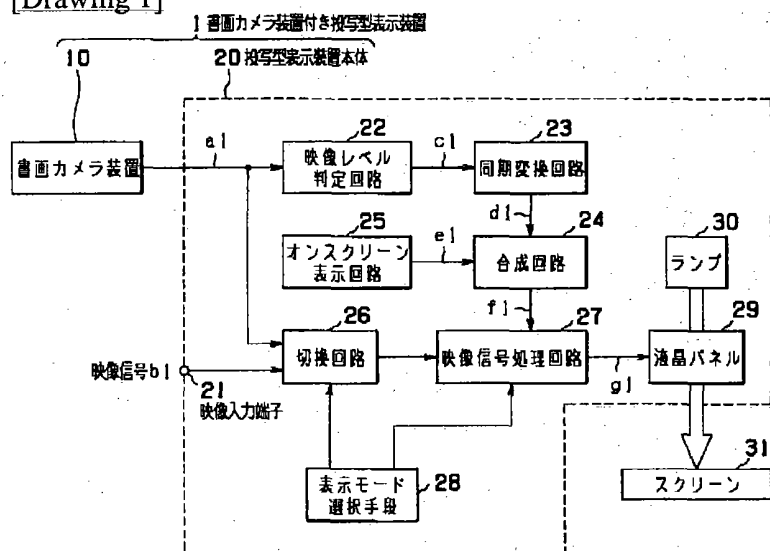 [Drawing 1]
1 書画カメラ装置付き投写型表示装置
10
20 投写型表示装置本体
書画カメラ装置
a1
22
映像レベル
判定回路
c1
23
同期変換回路
d1
25
オンスクリーン
表示回路
e1
24
合成回路
f1
30
ランプ
26
切換回路
27
映像信号処理回路
g1
29
液晶パネル
映像信号b1
21
映像入力端子
28
表示モード
選択手段
31
スクリーン